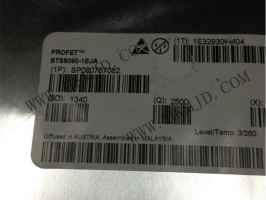 PROFET™
(1T) 1E32930HM04
BTS5090-1EJA
(1P) SP000767082
(9D) 1340
(Q) 2500
Level/Temp: 3/260
Diffused in AUSTRIA, Assembled in MALAYSIA